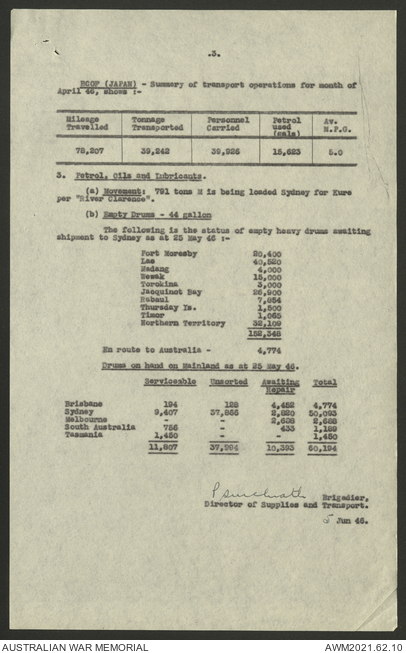 .3.
BCOF (JAPAN) - Summary of transport operations for month of
April 46, shows :-
Mileage Travelled Tonnage Transported Personnel Carried Petrol used (gals) Av. M.P.G.
78,207 38,242 39,926 15,623 5.0
3. Petrol, Oils and Lubricants.
(a) Movement: 791 tons M is being loaded Sydney for Kure
per "River Clarence".
(b) Empty Drums - 44 gallon
The following is the status of empty heavy drums awaiting
shipment to Sydney as at 25 May 46 :-
Port Moresby 20,400
Lae 40,520
Madang 4,000
Wewak 15,000
Torokina 3,000
Jacquinot Bay 26,900
Rabaul 7,854
Thursday Is. 1,500
Timor 1,065
Northern Territory 32,109
152,348
En route to Australia - 4,774
Drums on hand on Mainland as at 25 May 46.
Serviceable Unsorted Awaiting Repair Total
Brisbane 194 128 4,452 4,774
Sydney 9,407 37,866 2,820 50,093
Melbourne - 2,688 2,688
South Australia 756 - 433 1,189
Tasmania 1,450 - - 1,450
11,807 37,994 10,393 60,194
Brigadier,
Director of Supplies and Transport.
5 Jun 46.
AUSTRALIAN WAR MEMORIAL AWM2021.62.10